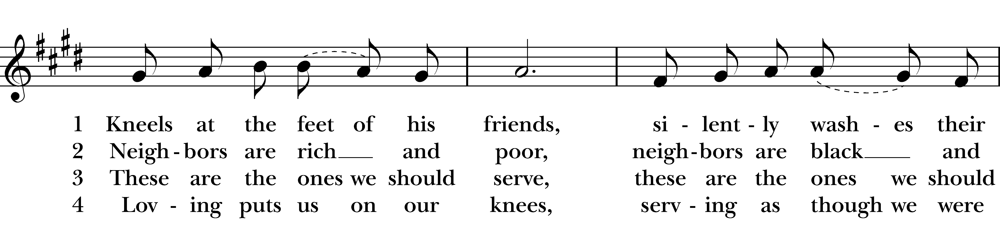 1 Kneels at the feet of his friends, si - lent - ly wash - es their
2 Neigh - bors are rich___ and poor, neigh - bors are black___ and
3 These are the ones we should serve, these are the ones we should
4 Lov - ing puts us on our knees, serv - ing as though we were